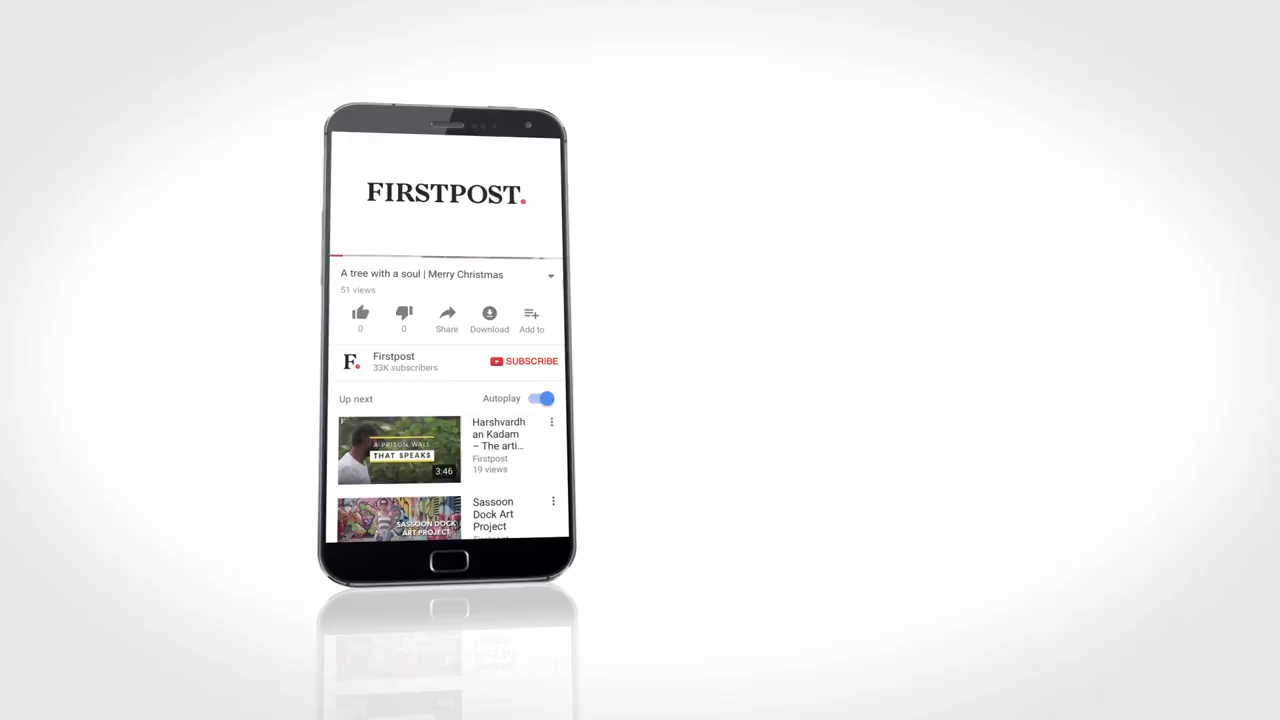 FIRSTPOST.
A tree with a soul | Merry Christmas
51 views
0
0
Share
Download
Add to
F.
Firstpost
33K subscribers
SUBSCRIBE
Up next
Autoplay
A PRISON WALL
THAT SPEAKS
3:46
Harshvardh
an Kadam
– The arti...
Firstpost
19 views
SASSOON DOCK
ART PROJECT
Sassoon
Dock Art
Project